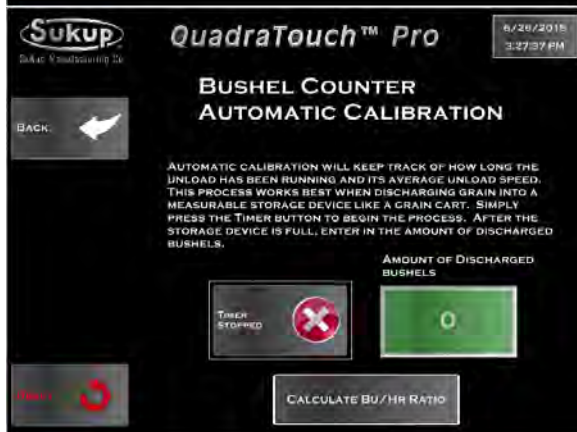 Sukup
QuadraTouch™ Pro
6/26/2015
3:27:37 PM
BUSHEL COUNTER
AUTOMATIC CALIBRATION
BACK
AUTOMATIC CALIBRATION WILL KEEP TRACK OF HOW LONG THE
UNLOAD HAS BEEN RUNNING AND ITS AVERAGE UNLOAD SPEED.
THIS PROCESS WORKS BEST WHEN DISCHARGING GRAIN INTO A
MEASURABLE STORAGE DEVICE LIKE A GRAIN CART. SIMPLY
PRESS THE TIMER BUTTON TO BEGIN THE PROCESS. AFTER THE
STORAGE DEVICE IS FULL, ENTER IN THE AMOUNT OF DISCHARGED
BUSHELS.
AMOUNT OF DISCHARGED
BUSHELS
TIMER
STOPPED
0
CALCULATE BU/HR RATIO